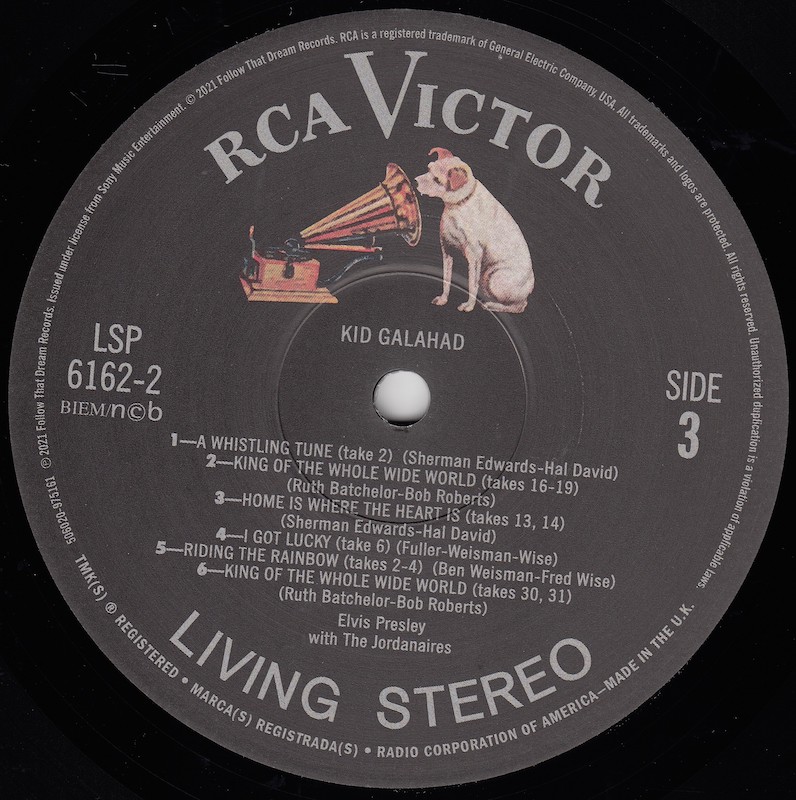 ℗ 2021 Follow That Dream Records. Issued under license from Sony Music Entertainment. © 2021 Follow That Dream Records. RCA is a registered trademark of General Electric Company, USA. All trademarks and logos are protected. All rights reserved. Unauthorized duplication is a violation of applicable laws.
RCA VICTOR
KID GALAHAD
LSP
6162-2
BIEM/n©b
SIDE
3
1—A WHISTLING TUNE (take 2) (Sherman Edwards-Hal David)
2—KING OF THE WHOLE WIDE WORLD (takes 16-19)
(Ruth Batchelor-Bob Roberts)
3—HOME IS WHERE THE HEART IS (takes 13, 14)
(Sherman Edwards-Hal David)
4—I GOT LUCKY (take 6) (Fuller-Weisman-Wise)
5—RIDING THE RAINBOW (takes 2-4) (Ben Weisman-Fred Wise)
6—KING OF THE WHOLE WIDE WORLD (takes 30, 31)
(Ruth Batchelor-Bob Roberts)
Elvis Presley
with The Jordanaires
LIVING STEREO
506020-975161
TMK(S) ® REGISTERED • MARCA(S) REGISTRADA(S) • RADIO CORPORATION OF AMERICA—MADE IN THE U.K.